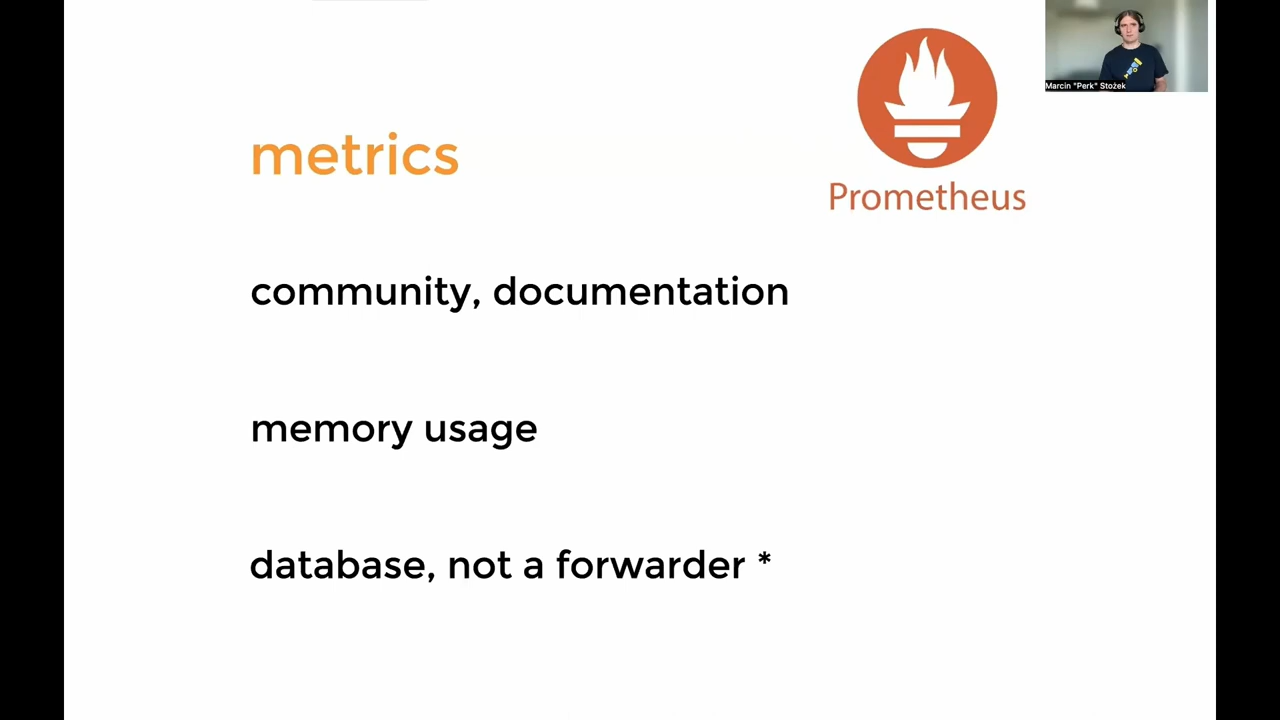 metrics
Prometheus
Marcin "Perk" Stożek
community, documentation
memory usage
database, not a forwarder *